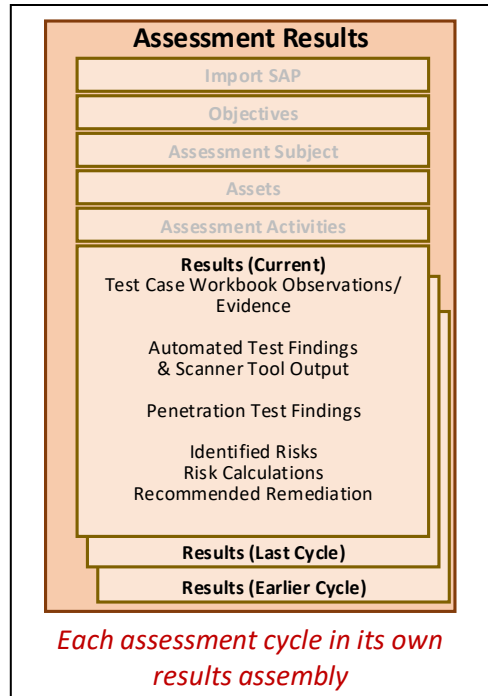 Assessment Results
Import SAP
Objectives
Assessment Subject
Assets
Assessment Activities
Results (Current)
Test Case Workbook Observations/
Evidence
Automated Test Findings
& Scanner Tool Output
Penetration Test Findings
Identified Risks
Risk Calculations
Recommended Remediation
Results (Last Cycle)
Results (Earlier Cycle)
Each assessment cycle in its own
results assembly